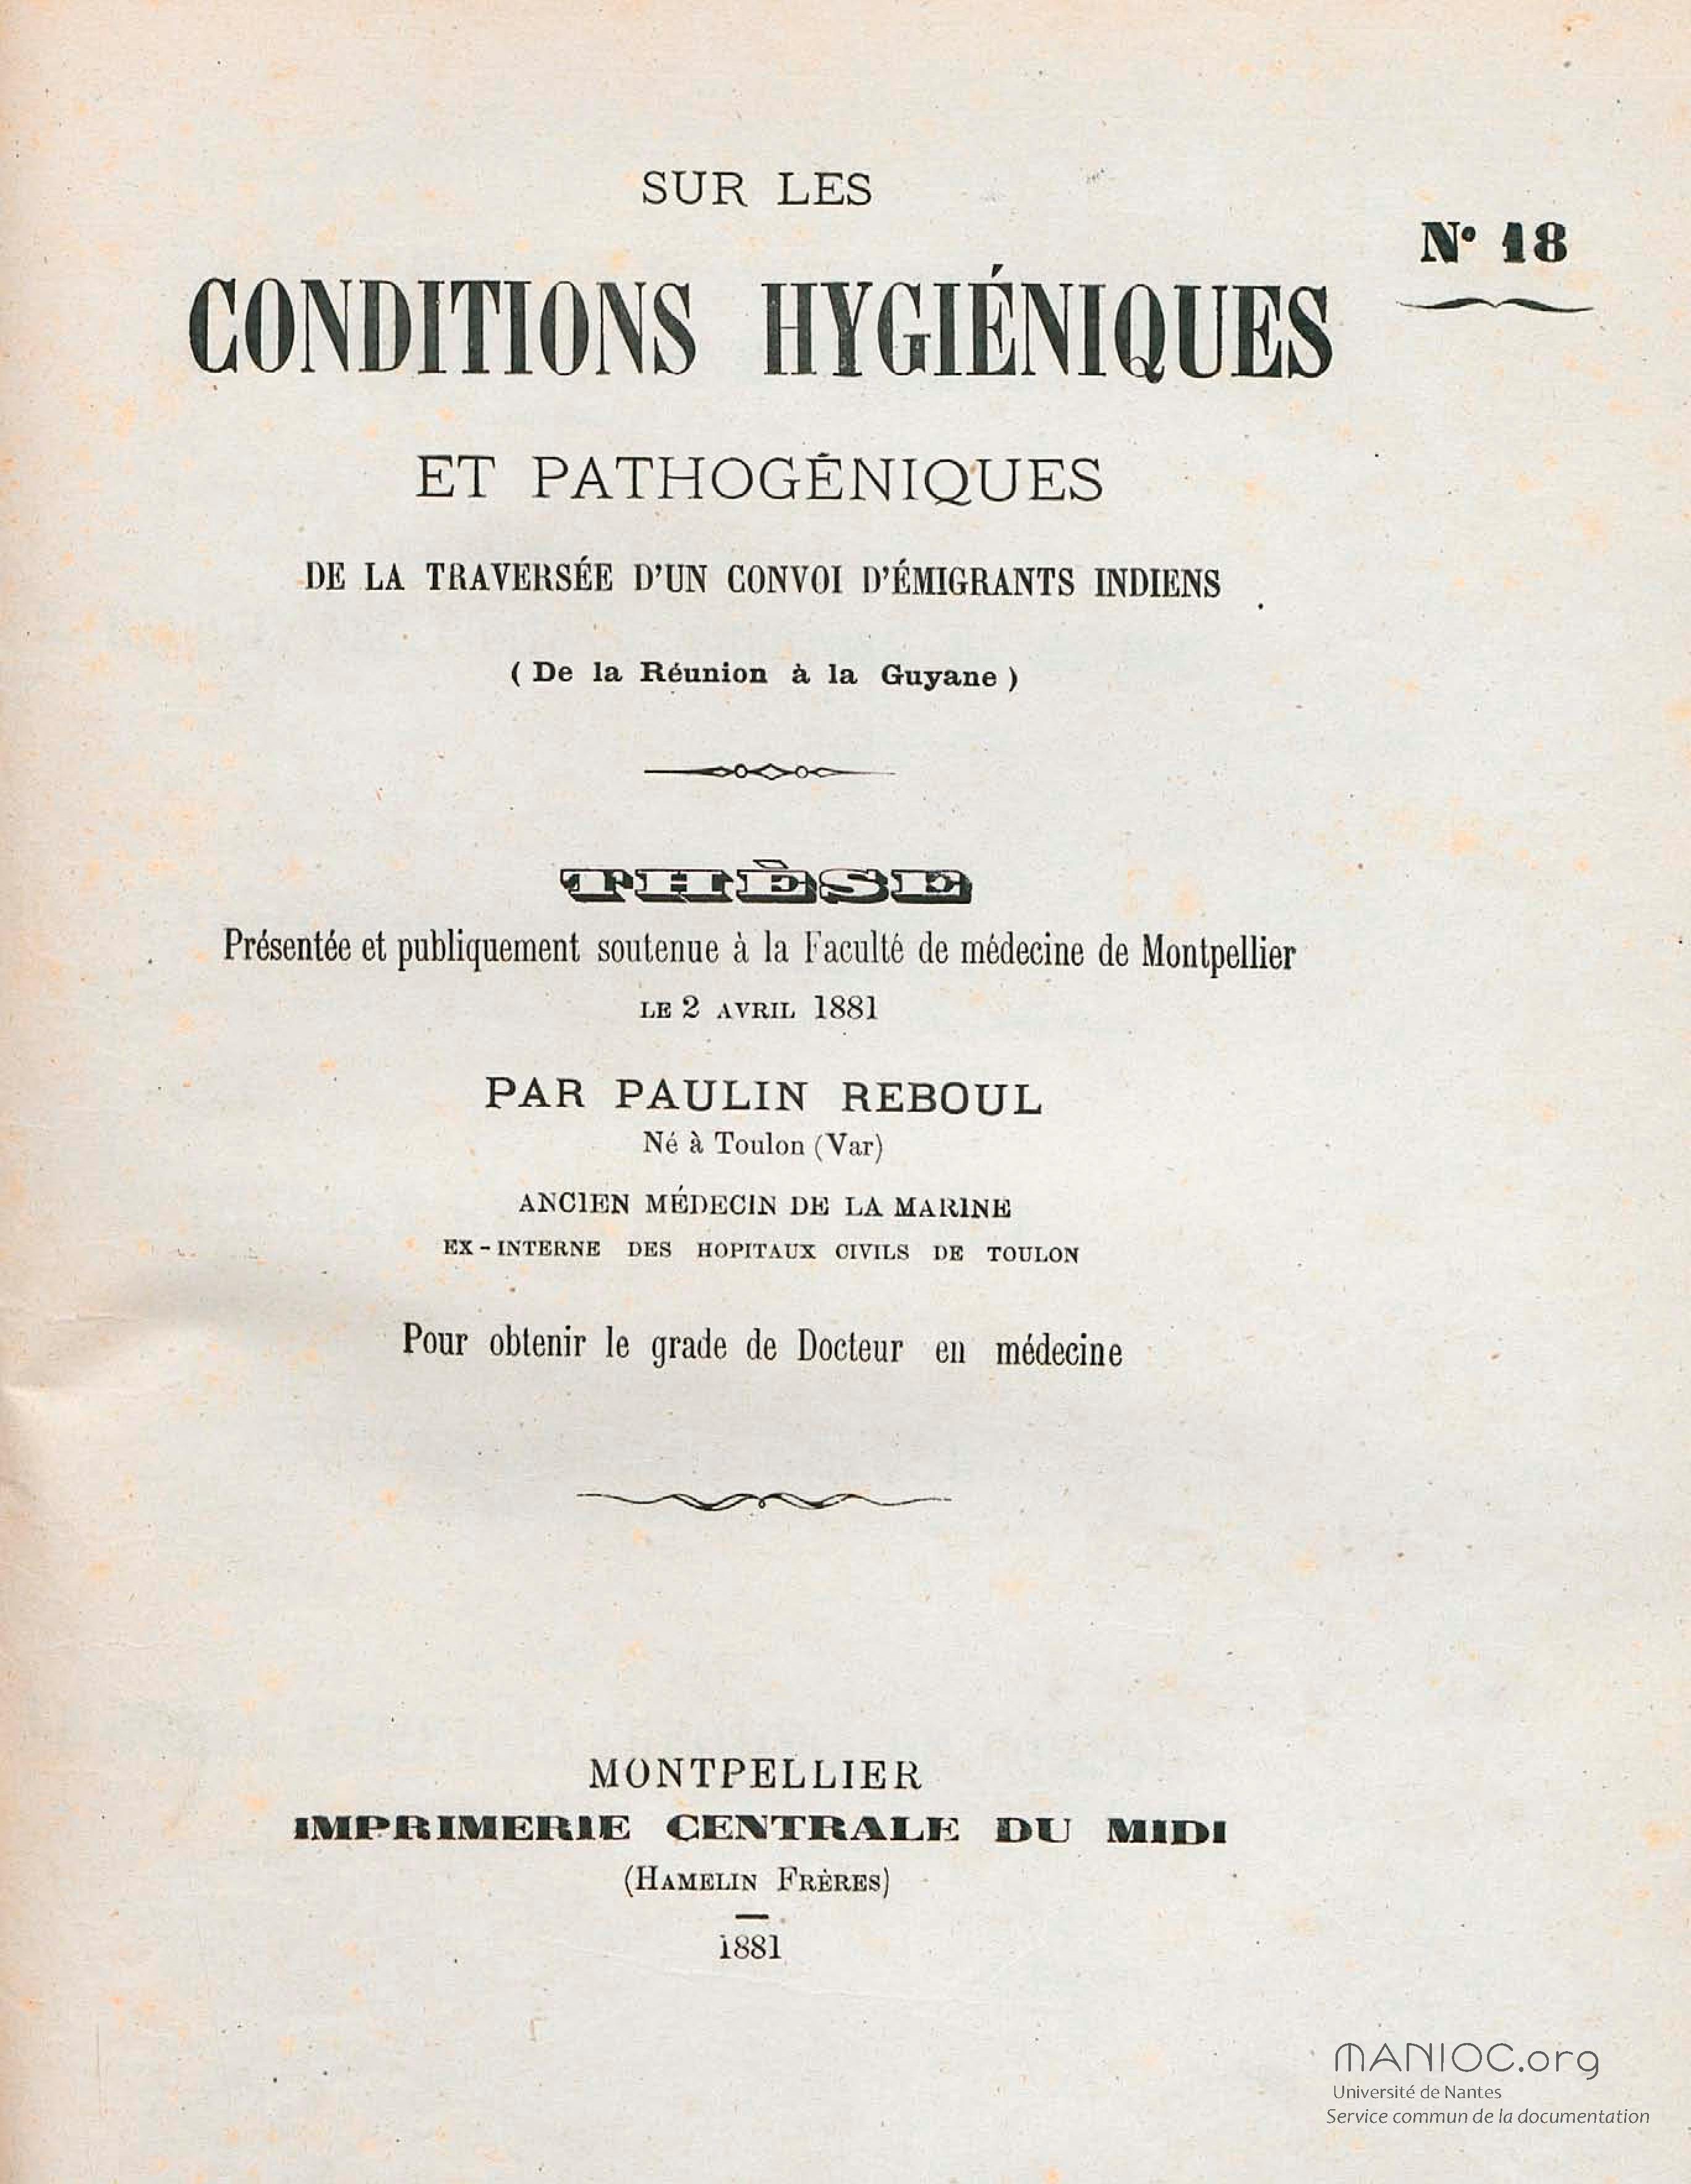 SUR LES
N° 18
CONDITIONS HYGIÉNIQUES
ET PATHOGÉNIQUES
DE LA TRAVERSÉE D'UN CONVOI D'ÉMIGRANTS INDIENS
( De la Réunion à la Guyane )
THÈSE
Présentée et publiquement soutenue à la Faculté de médecine de Montpellier
LE 2 AVRIL 1881
PAR PAULIN REBOUL
Né à Toulon (Var)
ANCIEN MÉDECIN DE LA MARINE
EX-INTERNE DES HOPITAUX CIVILS DE TOULON
Pour obtenir le grade de Docteur en médecine
MONTPELLIER
IMPRIMERIE CENTRALE DU MIDI
(HAMELIN FRÈRES)
1881
MANIOC.org
Université de Nantes
Service commun de la documentation